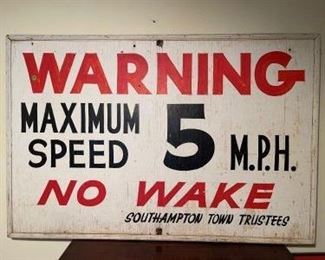 WARNING
MAXIMUM SPEED 5 M.P.H.
NO WAKE
SOUTHAMPTON TOWN TRUSTEES